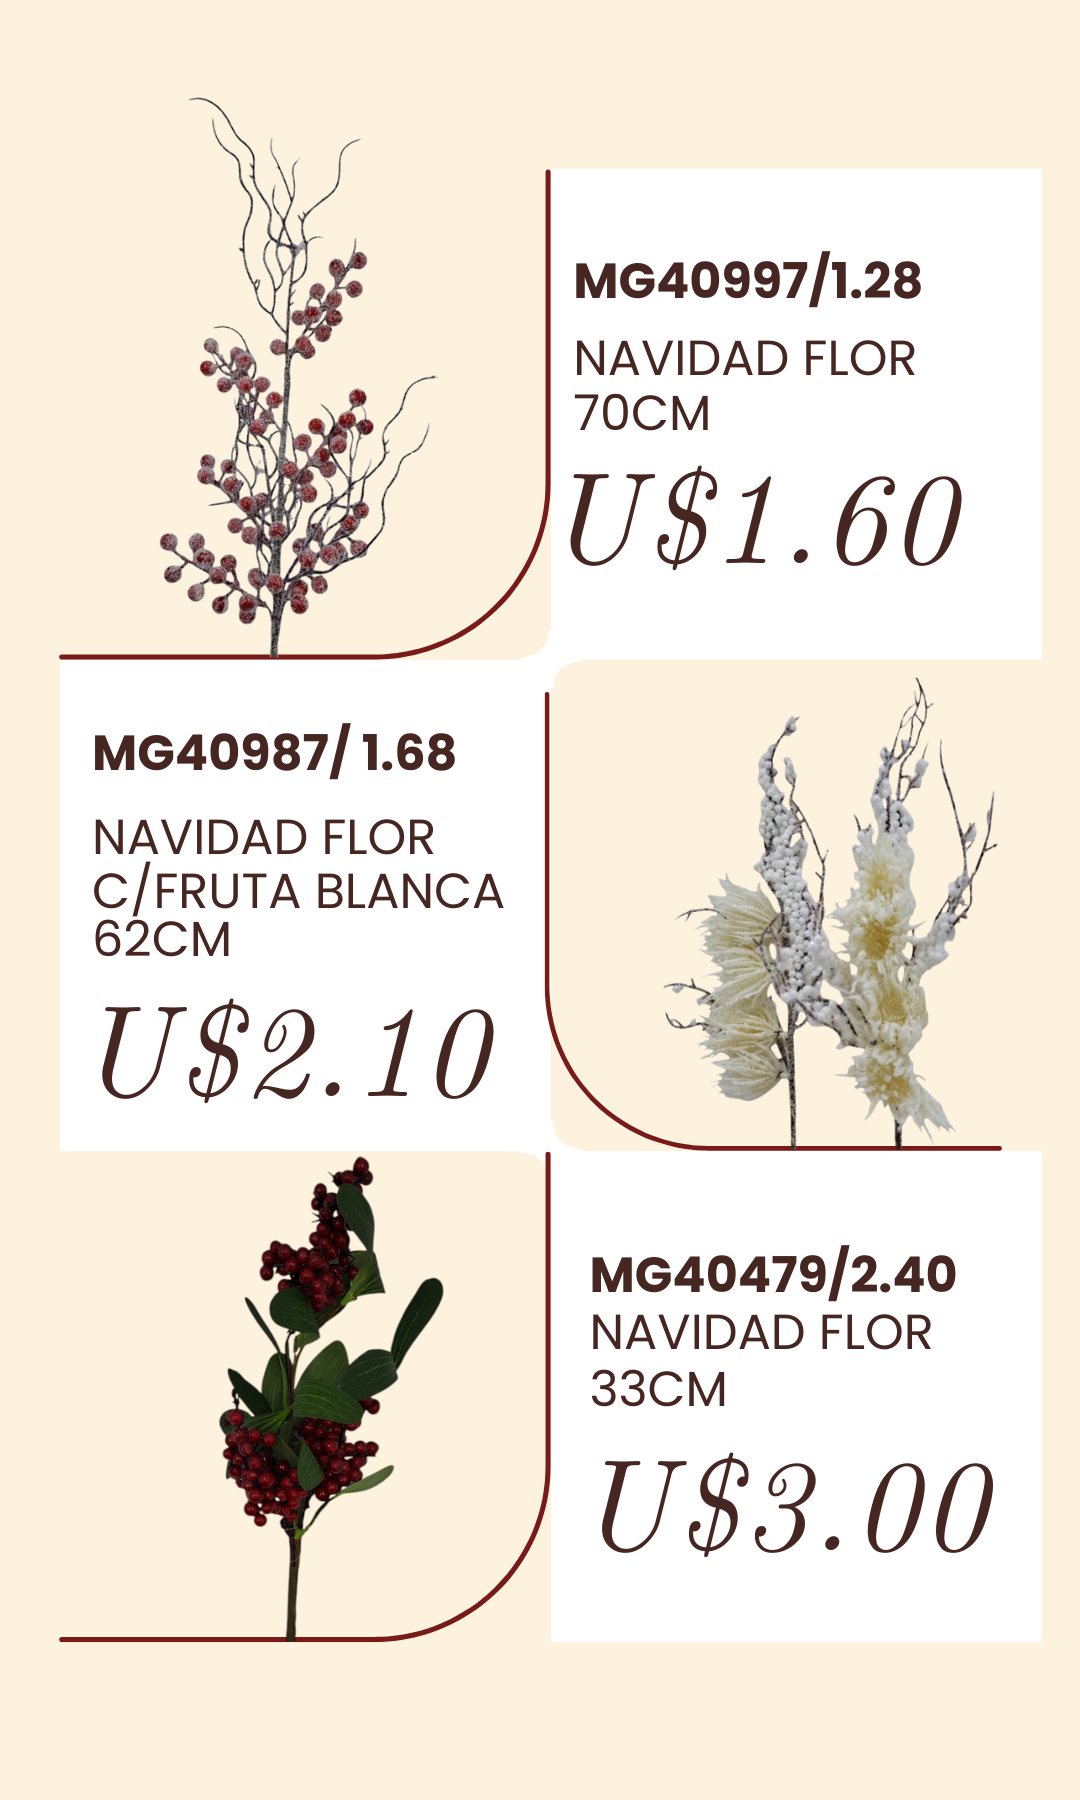 MG40997/1.28
NAVIDAD FLOR
70CM
U$1.60
MG40987/ 1.68
NAVIDAD FLOR
C/FRUTA BLANCA
62CM
U$2.10
MG40479/2.40
NAVIDAD FLOR
33CM
U$3.00